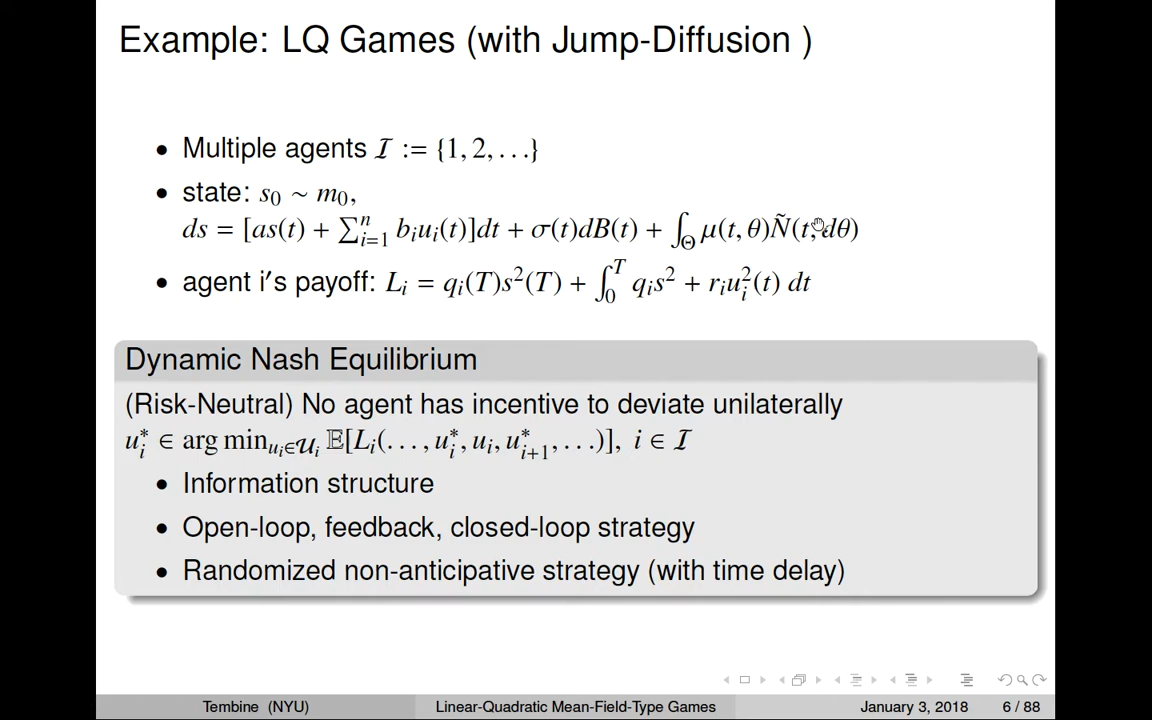 Example: LQ Games (with Jump-Diffusion )
• Multiple agents 𝓘 := {1, 2, . . .}
• state: s₀ ∼ m₀,
ds = [as(t) + ∑ⁿᵢ₌₁ bᵢuᵢ(t)]dt + σ(t)dB(t) + ∫_Θ μ(t, θ)Ñ(t, dθ)
• agent i′s payoff: Lᵢ = qᵢ(T)s²(T) + ∫₀ᵀ qᵢs² + rᵢuᵢ²(t) dt
Dynamic Nash Equilibrium
(Risk-Neutral) No agent has incentive to deviate unilaterally
uᵢ* ∈ arg min_{uᵢ∈𝓤ᵢ} 𝔼[Lᵢ(. . . , uᵢ*, uᵢ, u*ᵢ₊₁, . . .)], i ∈ 𝓘
• Information structure
• Open-loop, feedback, closed-loop strategy
• Randomized non-anticipative strategy (with time delay)
Tembine (NYU) Linear-Quadratic Mean-Field-Type Games January 3, 2018 6 / 88